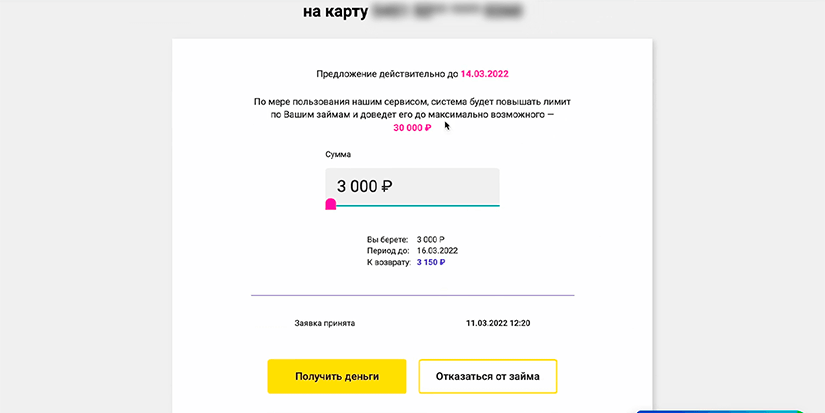 на карту
Предложение действительно до 14.03.2022
По мере пользования нашим сервисом, система будет повышать лимит
по Вашим займам и доведет его до максимально возможного —
30 000 ₽
Сумма
3 000 ₽
Вы берете: 3 000 Р
Период до: 16.03.2022
К возврату: 3 150 ₽
Заявка принята 11.03.2022 12:20
Получить деньги Отказаться от займа